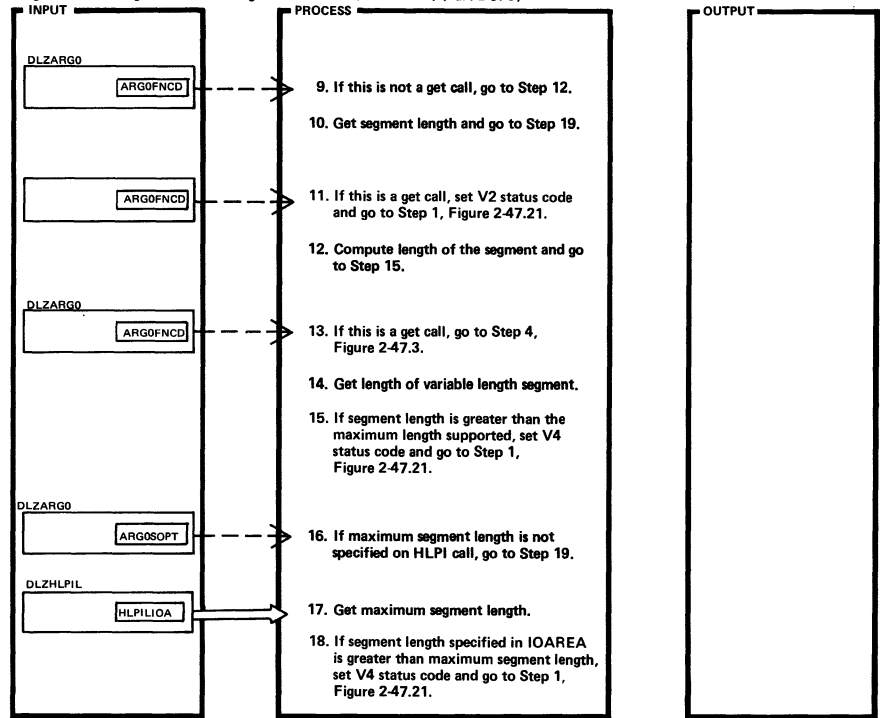 INPUT
PROCESS
OUTPUT
DLZARG0
ARG0FNCD
9. If this is not a get call, go to Step 12.
10. Get segment length and go to Step 19.
ARG0FNCD
11. If this is a get call, set V2 status code
and go to Step 1, Figure 2-47.21.
12. Compute length of the segment and go
to Step 15.
DLZARG0
ARG0FNCD
13. If this is a get call, go to Step 4,
Figure 2-47.3.
14. Get length of variable length segment.
15. If segment length is greater than the
maximum length supported, set V4
status code and go to Step 1,
Figure 2-47.21.
DLZARG0
ARG0SOPT
16. If maximum segment length is not
specified on HLPI call, go to Step 19.
DLZHLPIL
HLPILIOA
17. Get maximum segment length.
18. If segment length specified in IOAREA
is greater than maximum segment length,
set V4 status code and go to Step 1,
Figure 2-47.21.